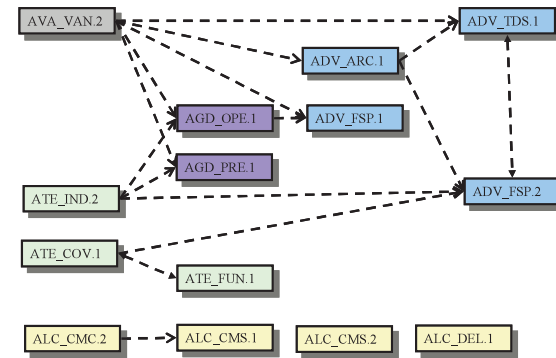 AVA_VAN.2
ADV_TDS.1
ADV_ARC.1
AGD_OPE.1
ADV_FSP.1
AGD_PRE.1
ATE_IND.2
ADV_FSP.2
ATE_COV.1
ATE_FUN.1
ALC_CMC.2
ALC_CMS.1
ALC_CMS.2
ALC_DEL.1